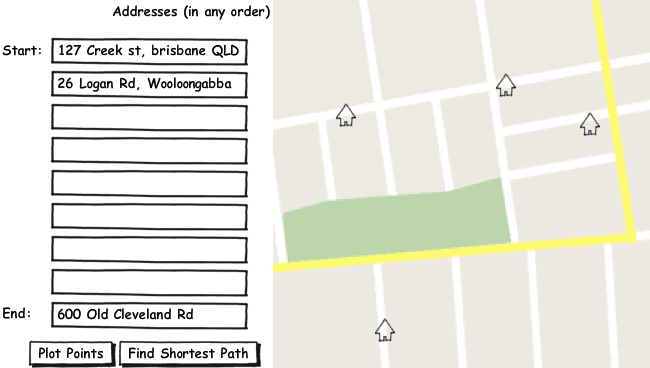 Addresses (in any order)
Start: 127 Creek st, brisbane QLD
26 Logan Rd, Wooloongabba
End: 600 Old Cleveland Rd
Plot Points Find Shortest Path